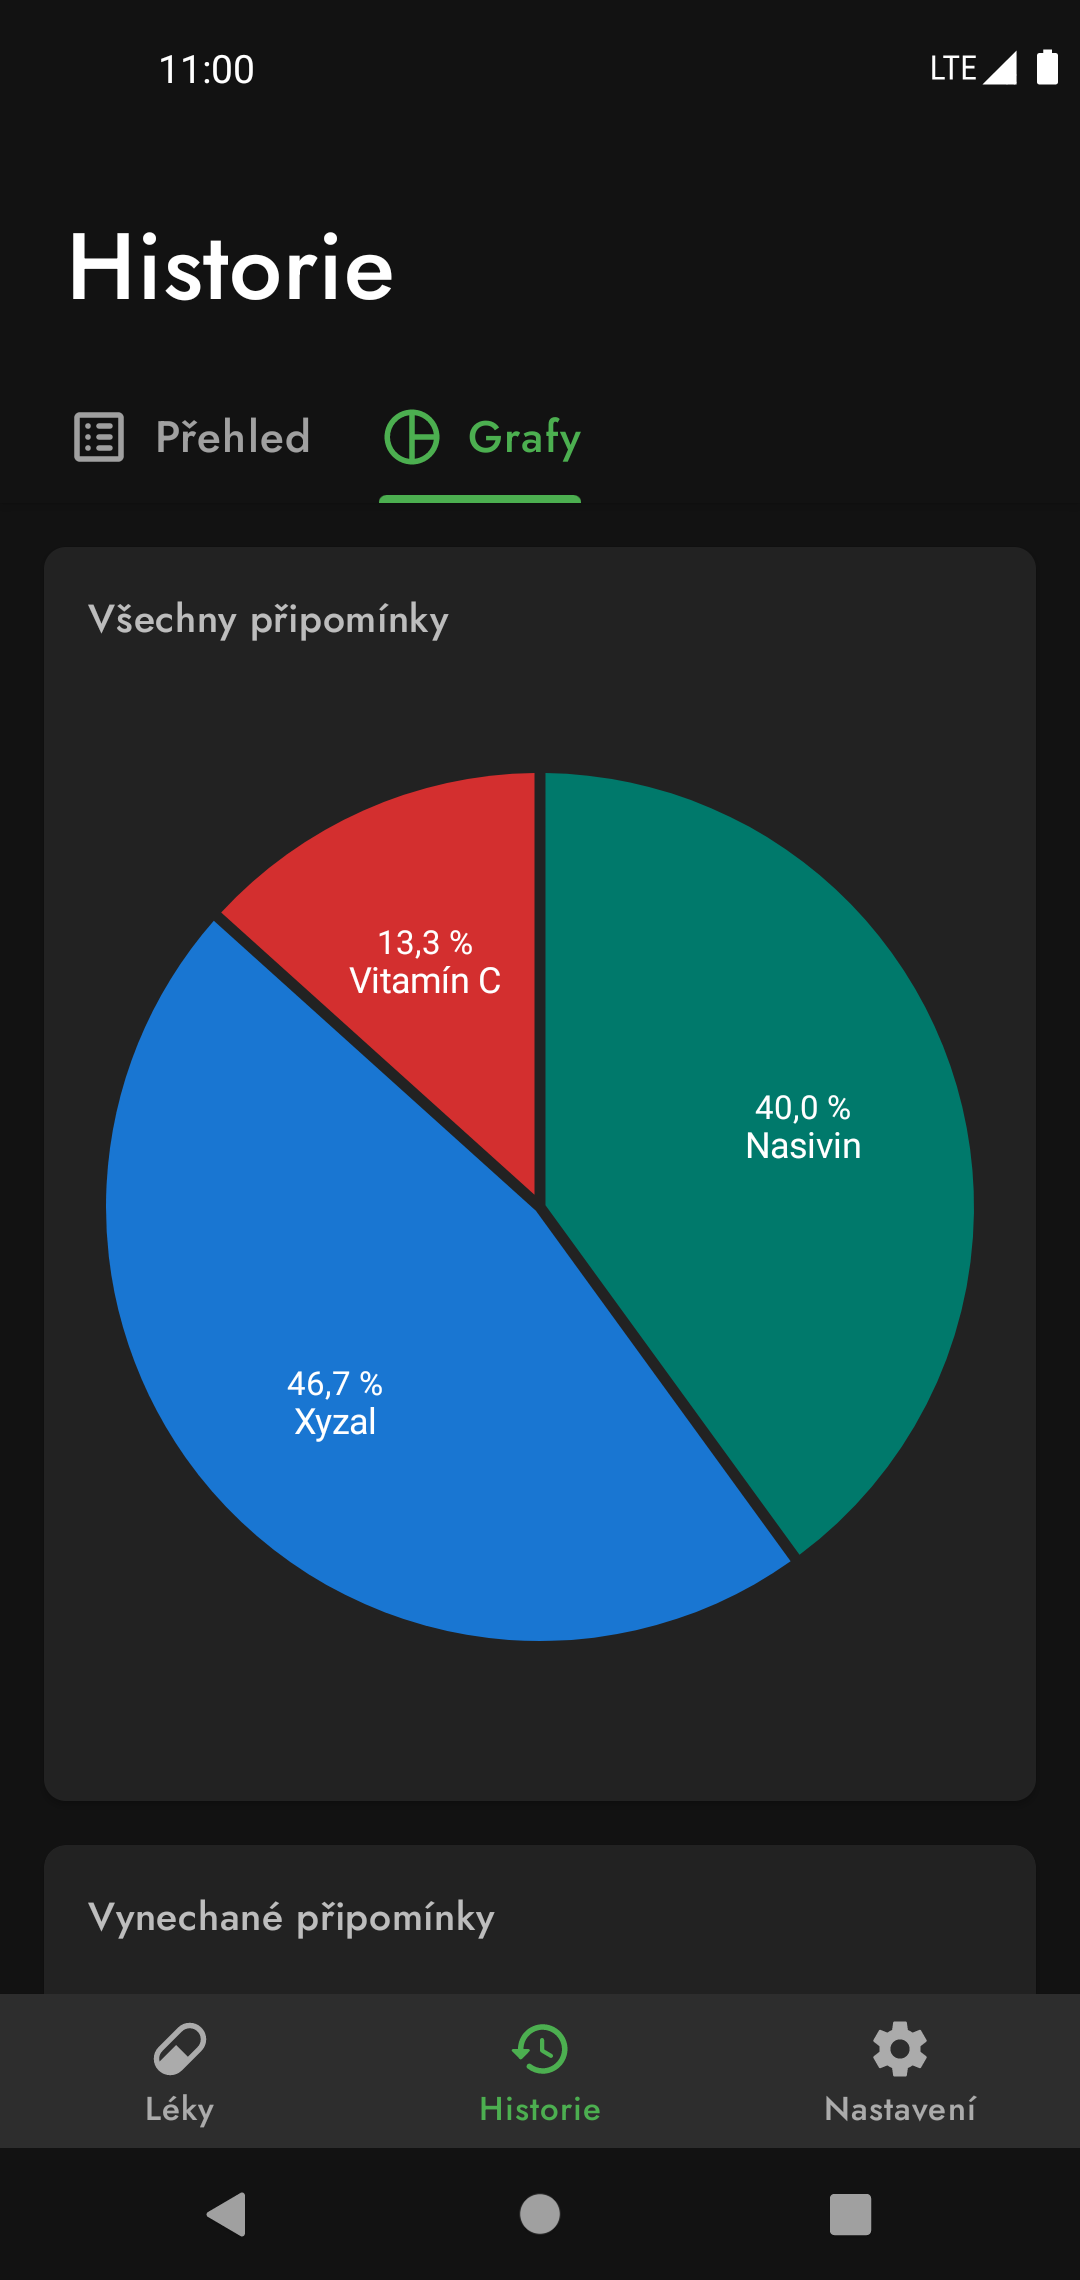 11:00
LTE
Historie
Přehled
Grafy
Všechny připomínky
13,3 %
Vitamín C
40,0 %
Nasivin
46,7 %
Xyzal
Vynechané připomínky
Léky
Historie
Nastavení